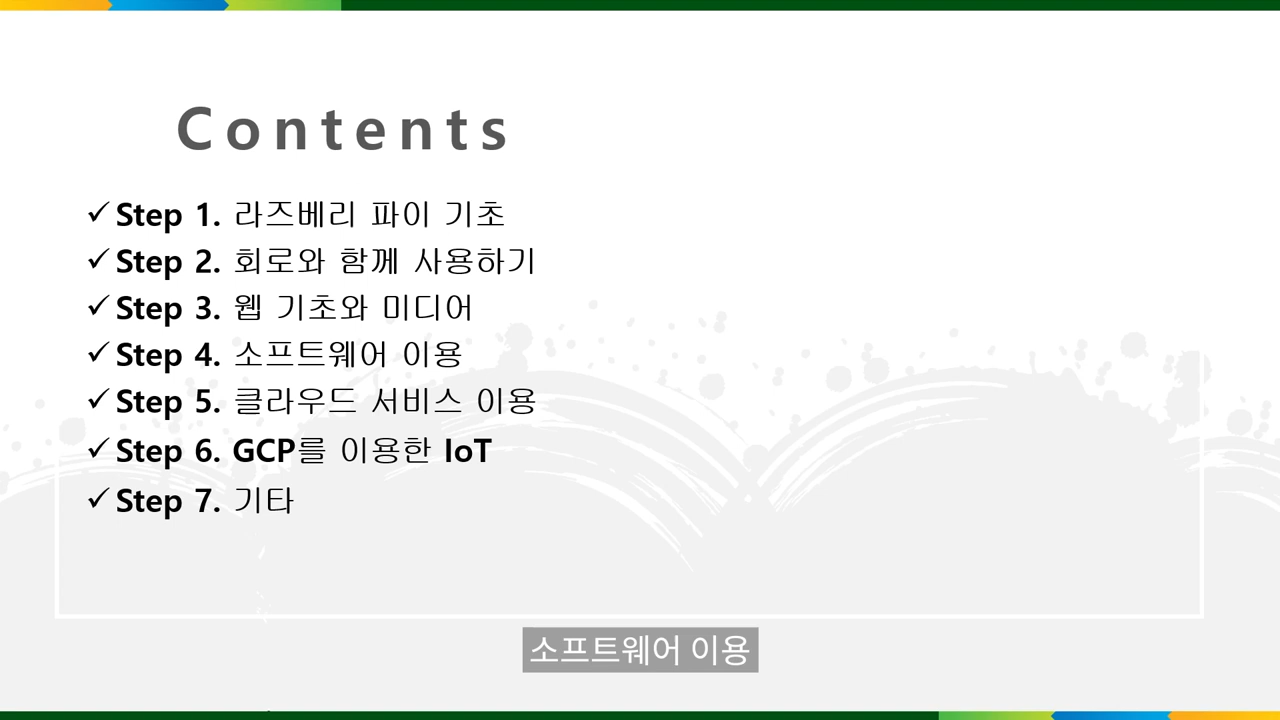 Contents
✓Step 1. 라즈베리 파이 기초
✓Step 2. 회로와 함께 사용하기
✓Step 3. 웹 기초와 미디어
✓Step 4. 소프트웨어 이용
✓Step 5. 클라우드 서비스 이용
✓Step 6. GCP를 이용한 IoT
✓Step 7. 기타
소프트웨어 이용